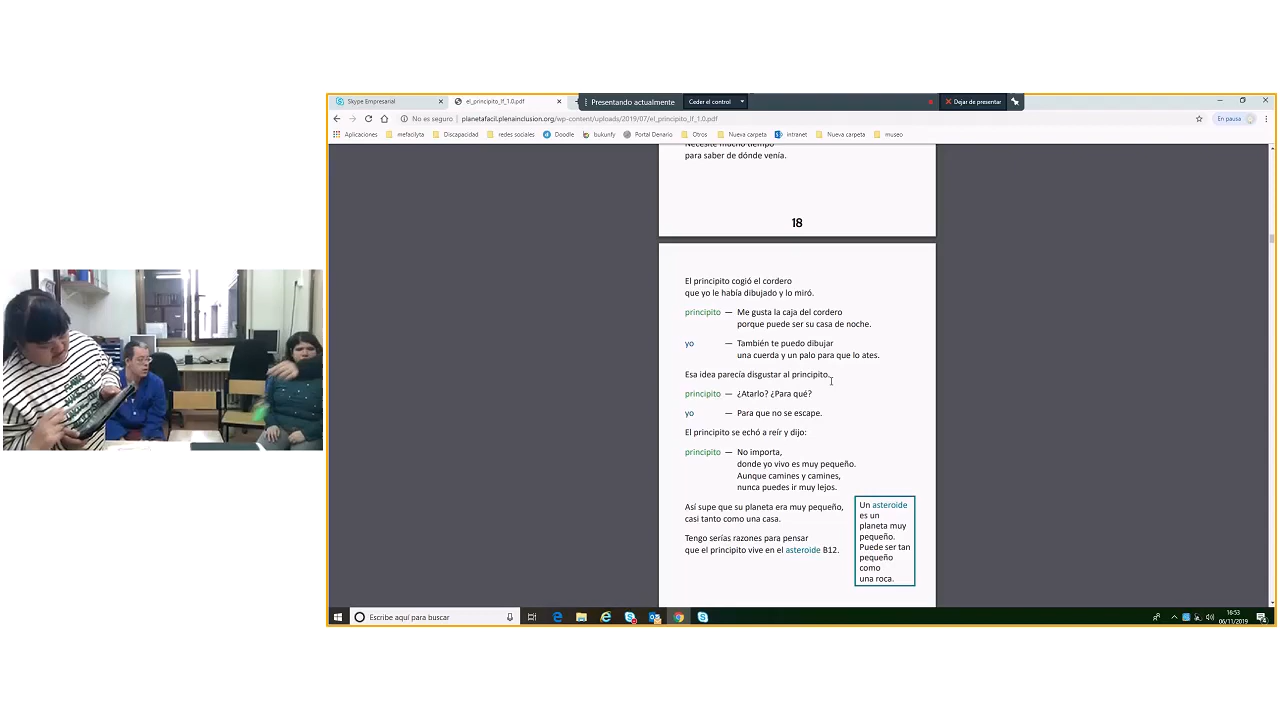 Skype Empresarial
el_principito_lf_1.0.pdf
Presentando actualmente
Ceder el control
Dejar de presentar
No es seguro
planetafacil.plenainclusion.org/wp-content/uploads/2019/07/el_principito_lf_1.0.pdf
En pausa
Aplicaciones
mefacilyta
Discapacidad
redes sociales
Doodle
bukunfy
Portal Denario
Otros
Nueva carpeta
intranet
Nueva carpeta
museo
Necesité mucho tiempo
para saber de dónde venía.
18
El principito cogió el cordero
que yo le había dibujado y lo miró.
principito — Me gusta la caja del cordero
porque puede ser su casa de noche.
yo — También te puedo dibujar
una cuerda y un palo para que lo ates.
Esa idea parecía disgustar al principito.
principito — ¿Atarlo? ¿Para qué?
yo — Para que no se escape.
El principito se echó a reír y dijo:
principito — No importa,
donde yo vivo es muy pequeño.
Aunque camines y camines,
nunca puedes ir muy lejos.
Así supe que su planeta era muy pequeño,
casi tanto como una casa.
Tengo serías razones para pensar
que el principito vive en el asteroide B12.
Un asteroide
es un
planeta muy
pequeño.
Puede ser tan
pequeño
como
una roca.
Escribe aquí para buscar
18:53
06/11/2019